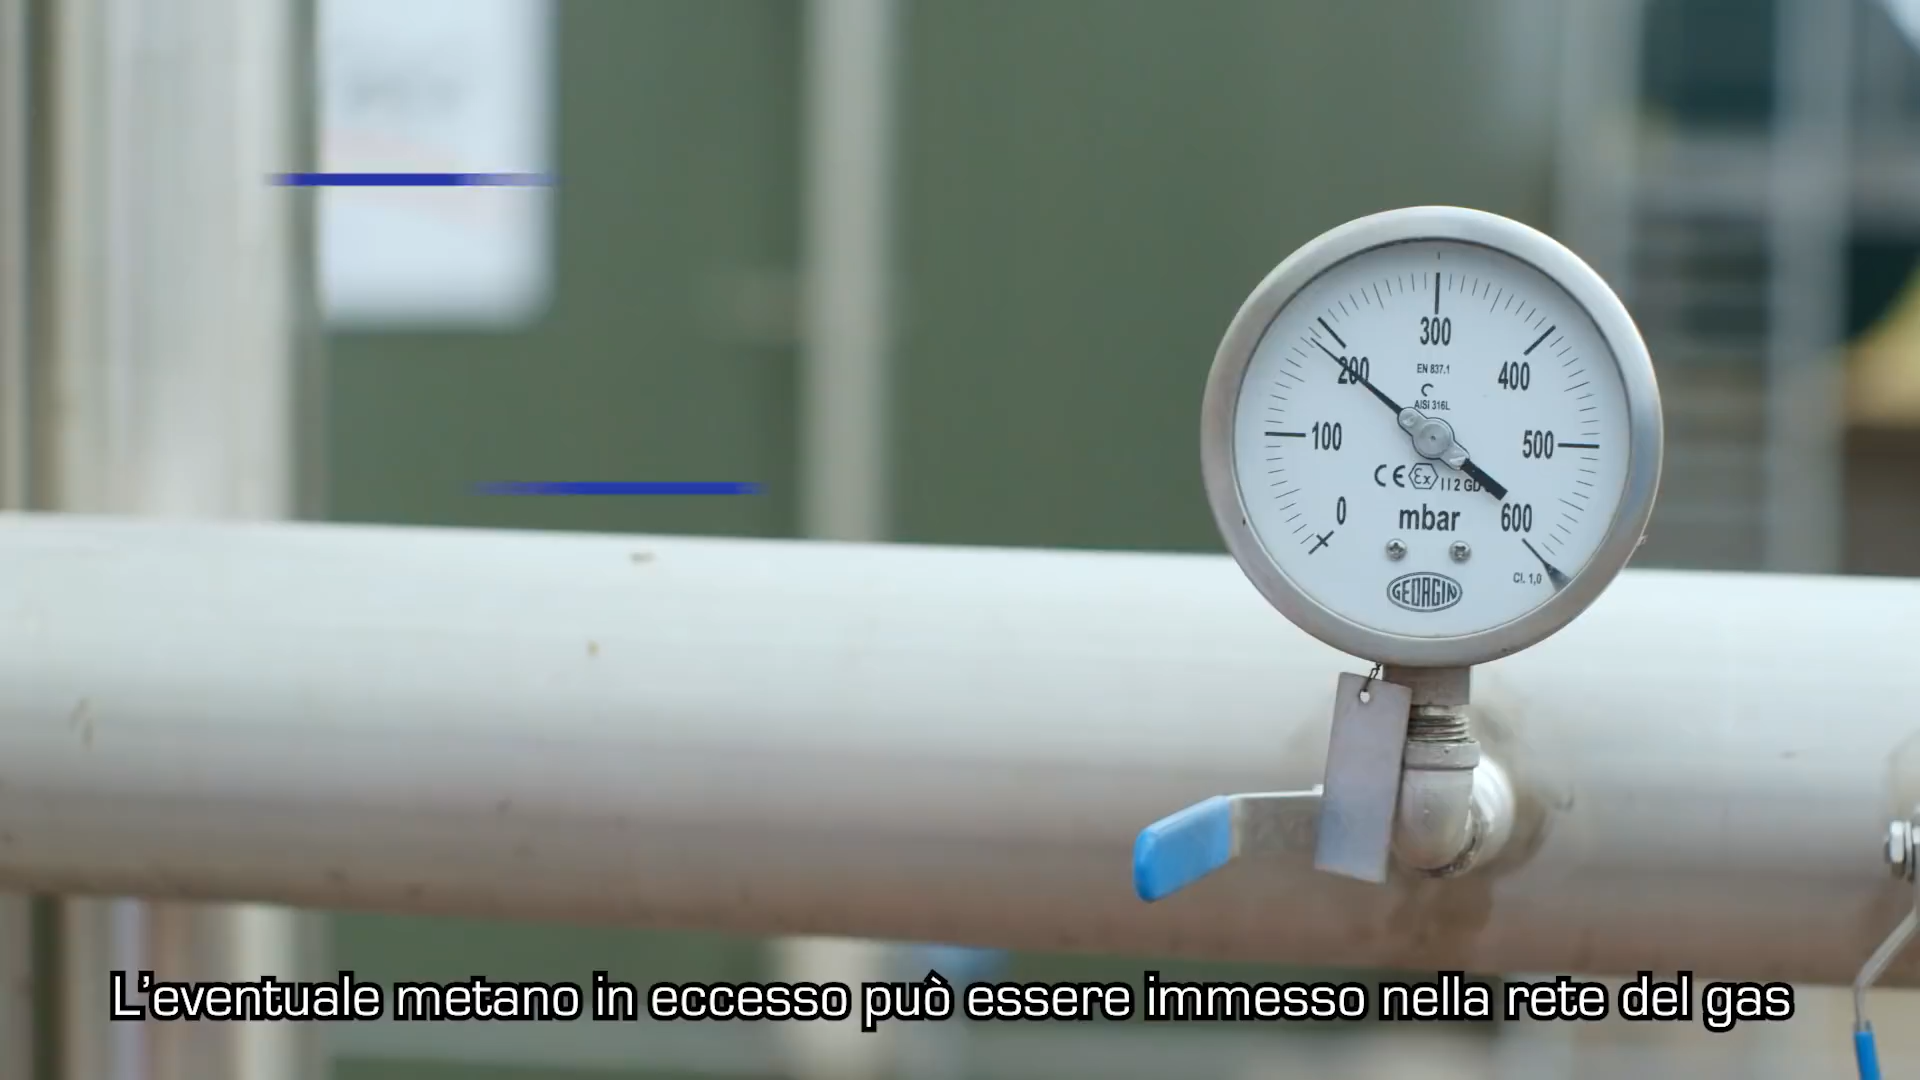 300
200
400
EN 837.1
AISI 316L
100
500
CE Ex II 2 GD
0
mbar
600
Cl. 1,0
GEORGIN
L'eventuale metano in eccesso può essere immesso nella rete del gas